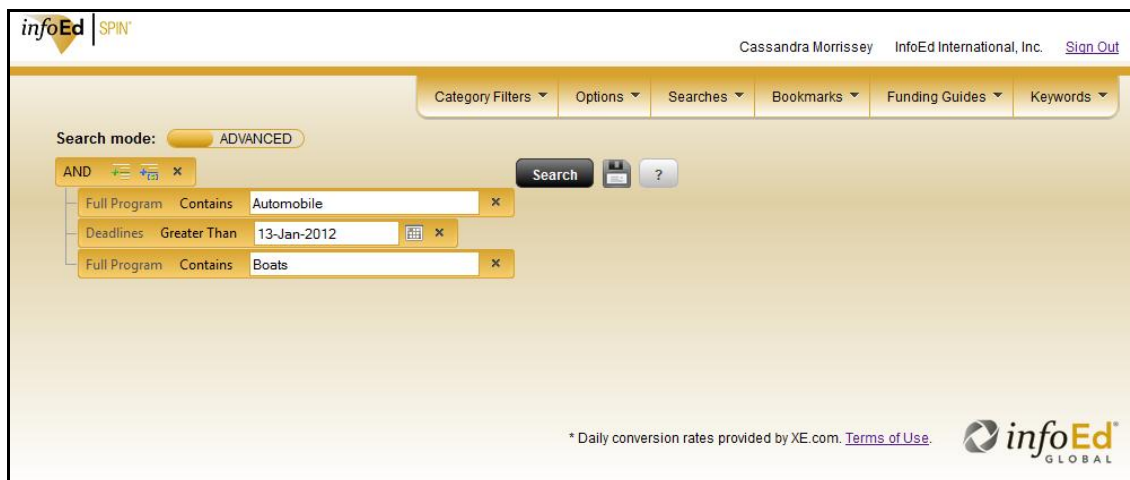 infoEd SPIN®
Cassandra Morrissey InfoEd International, Inc. Sign Out
Category Filters Options Searches Bookmarks Funding Guides Keywords
Search mode: ADVANCED
AND Search ?
Full Program Contains Automobile
Deadlines Greater Than 13-Jan-2012
Full Program Contains Boats
* Daily conversion rates provided by XE.com. Terms of Use.
infoEd®
GLOBAL